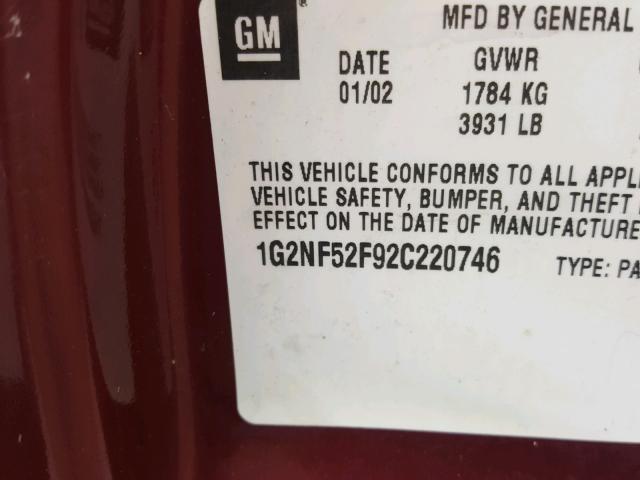 GM
®
MFD BY GENERAL
DATE GVWR
01/02 1784 KG
3931 LB
THIS VEHICLE CONFORMS TO ALL APPLI
VEHICLE SAFETY, BUMPER, AND THEFT
EFFECT ON THE DATE OF MANUFACTURE
1G2NF52F92C220746 TYPE: PA